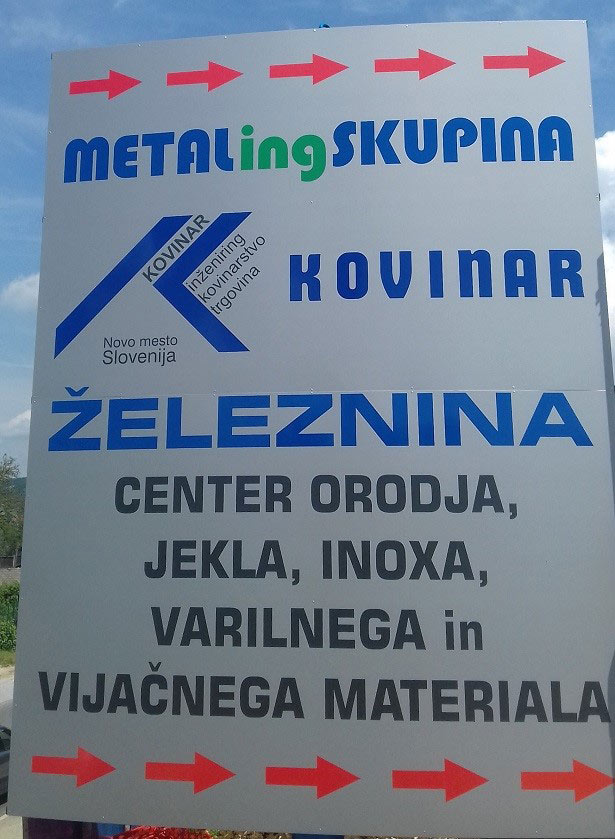 METALingSKUPINA
KOVINAR
inženiring
kovinarstvo
trgovina
Novo mesto
Slovenija
KOVINAR
ŽELEZNINA
CENTER ORODJA,
JEKLA, INOXA,
VARILNEGA in
VIJAČNEGA MATERIALA